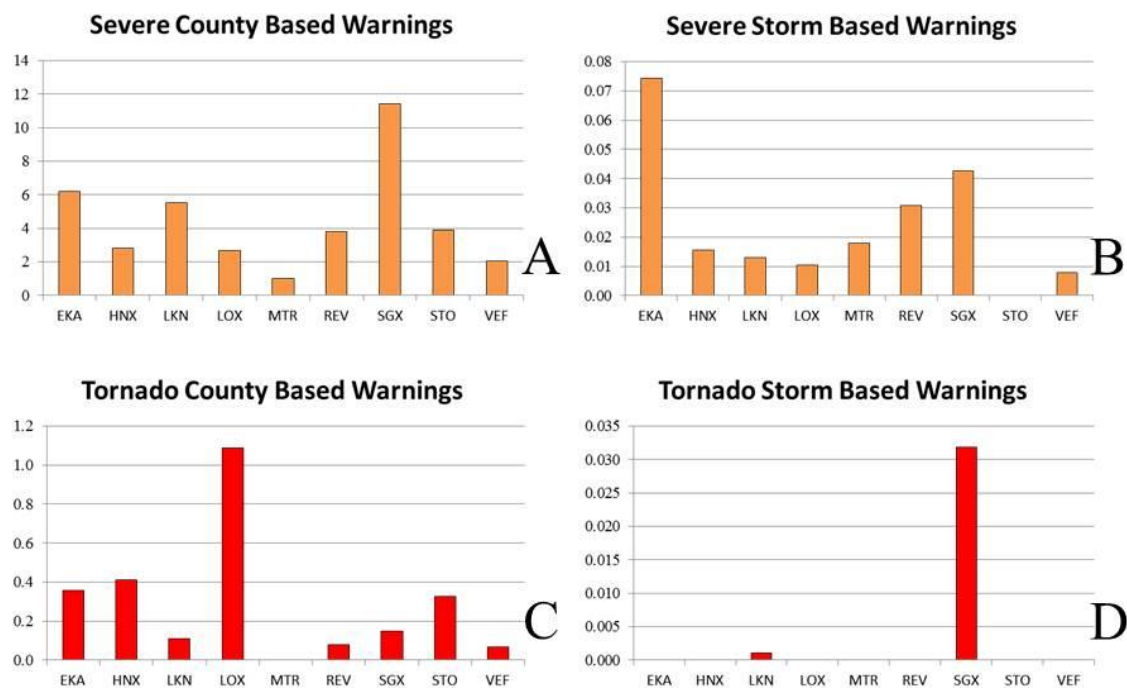 Severe County Based Warnings
14
12
10
8
6
4
2
0
EKA HNX LKN LOX MTR REV SGX STO VEF
A
Severe Storm Based Warnings
0.08
0.07
0.06
0.05
0.04
0.03
0.02
0.01
0.00
EKA HNX LKN LOX MTR REV SGX STO VEF
B
Tornado County Based Warnings
1.2
1.0
0.8
0.6
0.4
0.2
0.0
EKA HNX LKN LOX MTR REV SGX STO VEF
C
Tornado Storm Based Warnings
0.035
0.030
0.025
0.020
0.015
0.010
0.005
0.000
EKA HNX LKN LOX MTR REV SGX STO VEF
D